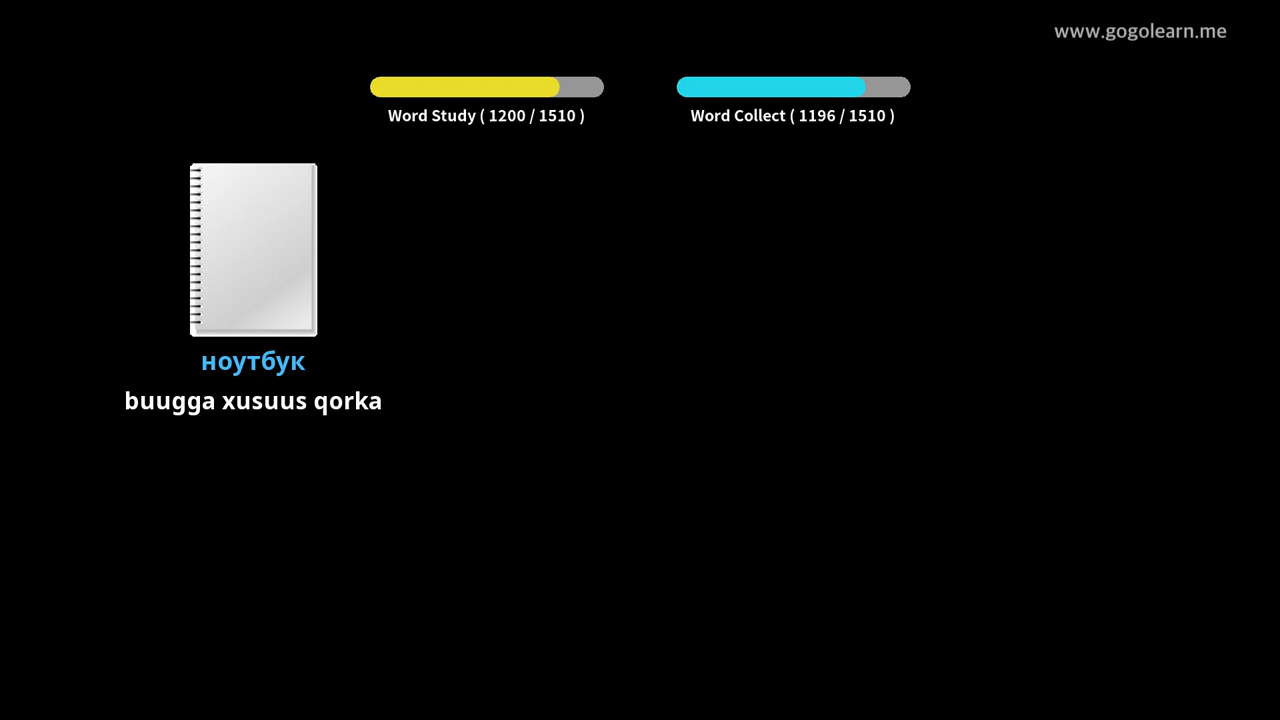 www.gogolearn.me
Word Study ( 1200 / 1510 )
Word Collect ( 1196 / 1510 )
ноутбук
buugga xusuus qorka